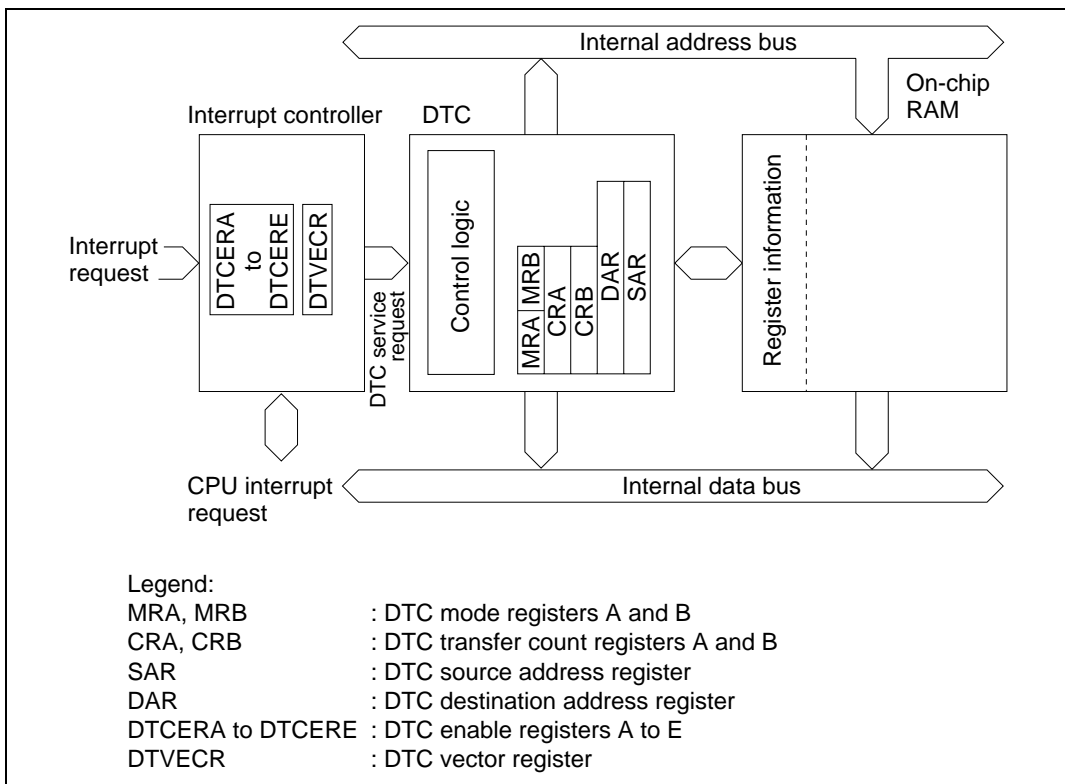 Internal address bus
On-chip
RAM
Interrupt controller
DTC
Interrupt
request
DTCERA
to
DTCERE
DTVECR
DTC service
request
Control logic
MRA
MRB
CRA
CRB
DAR
SAR
Register information
CPU interrupt
request
Internal data bus
Legend:
MRA, MRB : DTC mode registers A and B
CRA, CRB : DTC transfer count registers A and B
SAR : DTC source address register
DAR : DTC destination address register
DTCERA to DTCERE : DTC enable registers A to E
DTVECR : DTC vector register